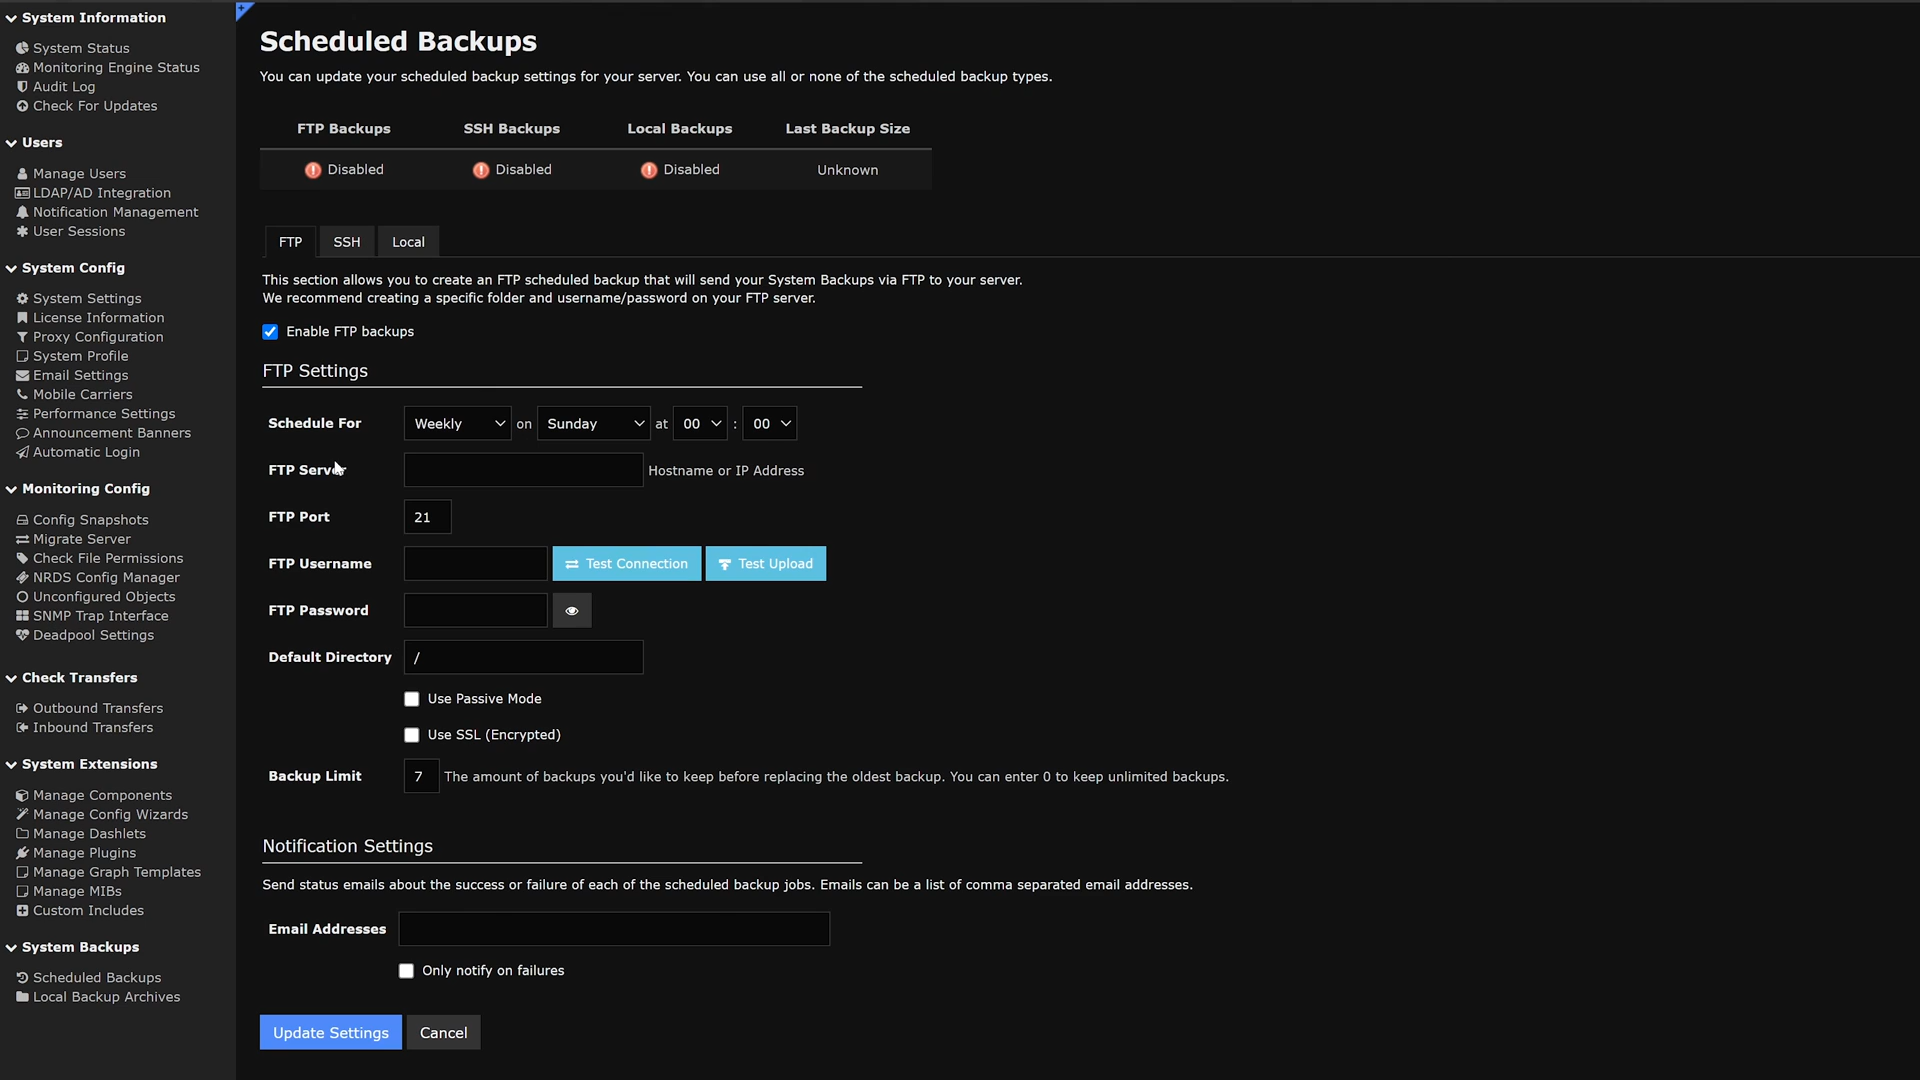 System Information
System Status
Monitoring Engine Status
Audit Log
Check For Updates
Users
Manage Users
LDAP/AD Integration
Notification Management
User Sessions
System Config
System Settings
License Information
Proxy Configuration
System Profile
Email Settings
Mobile Carriers
Performance Settings
Announcement Banners
Automatic Login
Monitoring Config
Config Snapshots
Migrate Server
Check File Permissions
NRDS Config Manager
Unconfigured Objects
SNMP Trap Interface
Deadpool Settings
Check Transfers
Outbound Transfers
Inbound Transfers
System Extensions
Manage Components
Manage Config Wizards
Manage Dashlets
Manage Plugins
Manage Graph Templates
Manage MIBs
Custom Includes
System Backups
Scheduled Backups
Local Backup Archives
Scheduled Backups
You can update your scheduled backup settings for your server. You can use all or none of the scheduled backup types.
FTP Backups SSH Backups Local Backups Last Backup Size
Disabled Disabled Disabled Unknown
FTP SSH Local
This section allows you to create an FTP scheduled backup that will send your System Backups via FTP to your server.
We recommend creating a specific folder and username/password on your FTP server.
Enable FTP backups
FTP Settings
Schedule For Weekly on Sunday at 00 : 00
FTP Server Hostname or IP Address
FTP Port 21
FTP Username Test Connection Test Upload
FTP Password
Default Directory /
Use Passive Mode
Use SSL (Encrypted)
Backup Limit 7 The amount of backups you'd like to keep before replacing the oldest backup. You can enter 0 to keep unlimited backups.
Notification Settings
Send status emails about the success or failure of each of the scheduled backup jobs. Emails can be a list of comma separated email addresses.
Email Addresses
Only notify on failures
Update Settings Cancel